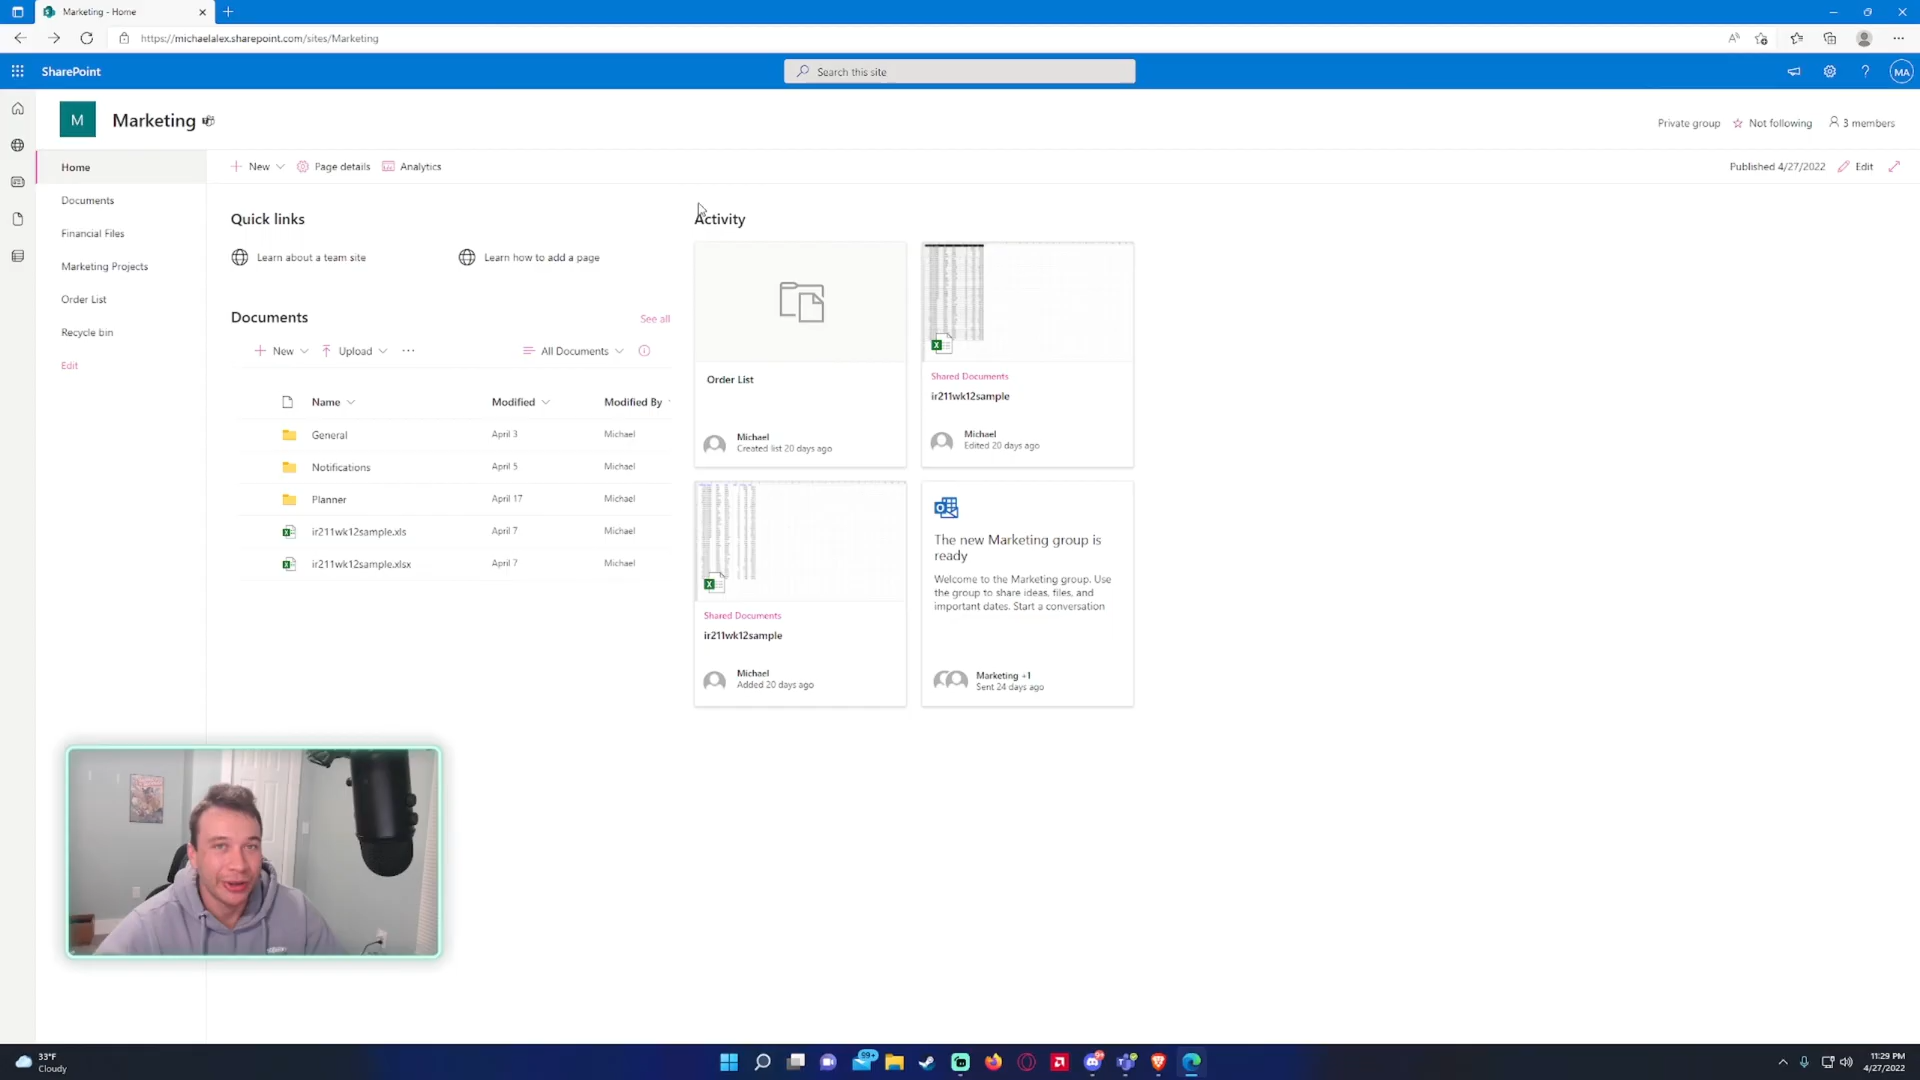 Marketing - Home
https://michaelalex.sharepoint.com/sites/Marketing
SharePoint
Search this site
MA
M
Marketing
Private group
Not following
3 members
Home
Documents
Financial Files
Marketing Projects
Order List
Recycle bin
Edit
New
Page details
Analytics
Published 4/27/2022
Edit
Quick links
Learn about a team site
Learn how to add a page
Documents
See all
New
Upload
All Documents
Name
Modified
Modified By
General
April 3
Michael
Notifications
April 5
Michael
Planner
April 17
Michael
ir211wk12sample.xls
April 7
Michael
ir211wk12sample.xlsx
April 7
Michael
Activity
Order List
Michael
Created list 20 days ago
Shared Documents
ir211wk12sample
Michael
Edited 20 days ago
Shared Documents
ir211wk12sample
Michael
Added 20 days ago
The new Marketing group is
ready
Welcome to the Marketing group. Use
the group to share ideas, files, and
important dates. Start a conversation
Marketing +1
Sent 24 days ago
33°F
Cloudy
99+
11:29 PM
4/27/2022